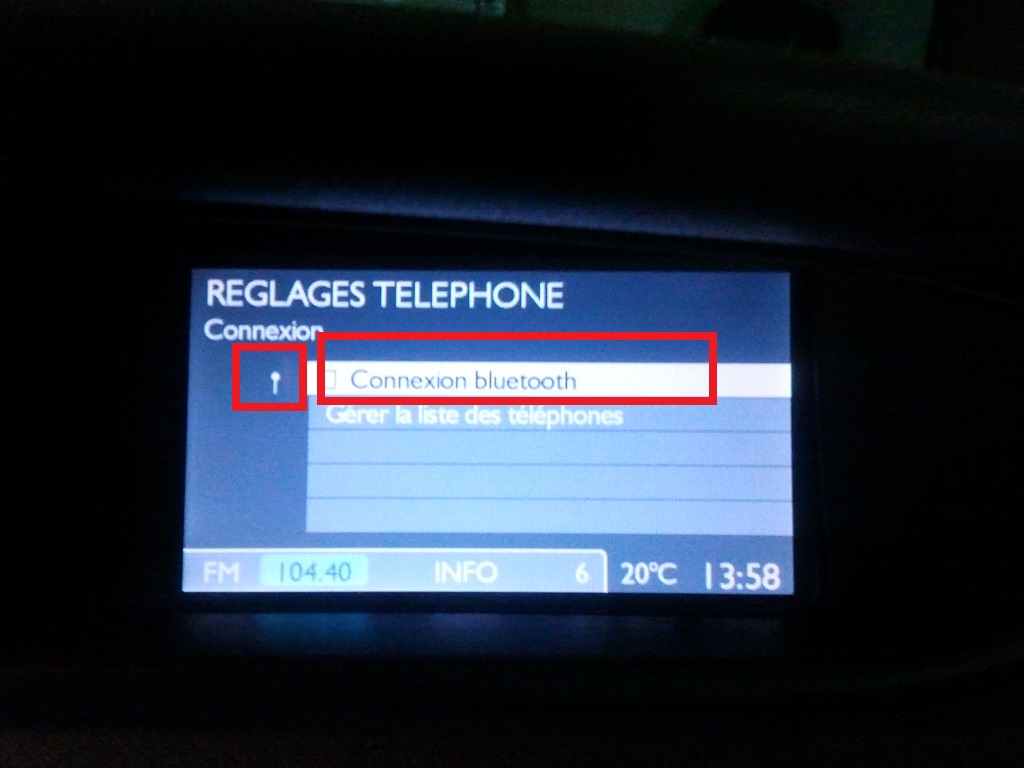 REGLAGES TELEPHONE
Connexion
Connexion bluetooth
Gérer la liste des téléphones
FM 104.40 INFO 6 20°C 13:58